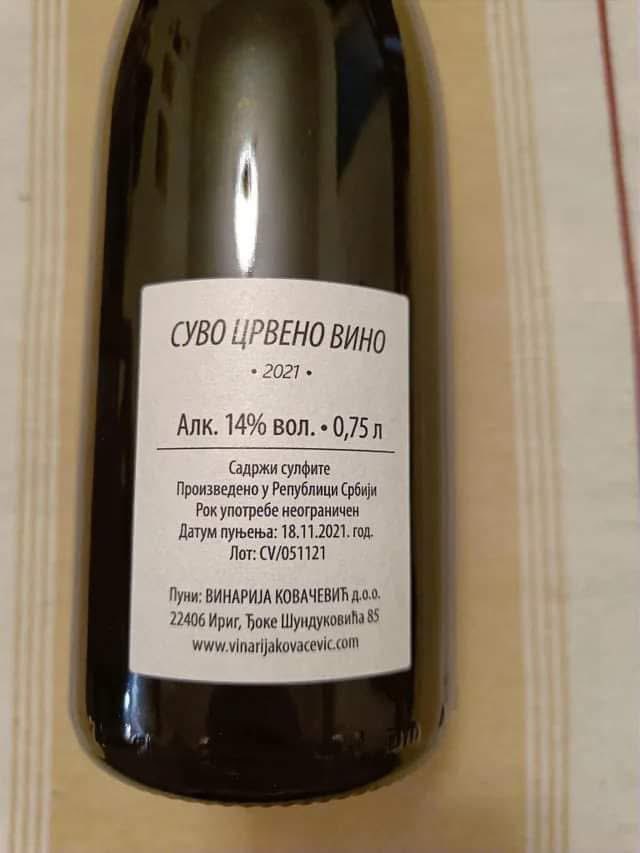 СУВО ЦРВЕНО ВИНО
• 2021 •
Алк. 14% вол. • 0,75 л
Садржи сулфите
Произведено у Републици Србији
Рок употребе неограничен
Датум пуњења: 18.11.2021. год.
Лот: CV/051121
Пуни: ВИНАРИЈА КОВАЧЕВИЋ д.о.о.
22406 Ириг, Ђоке Шундуковића 85
www.vinarijakovacevic.com